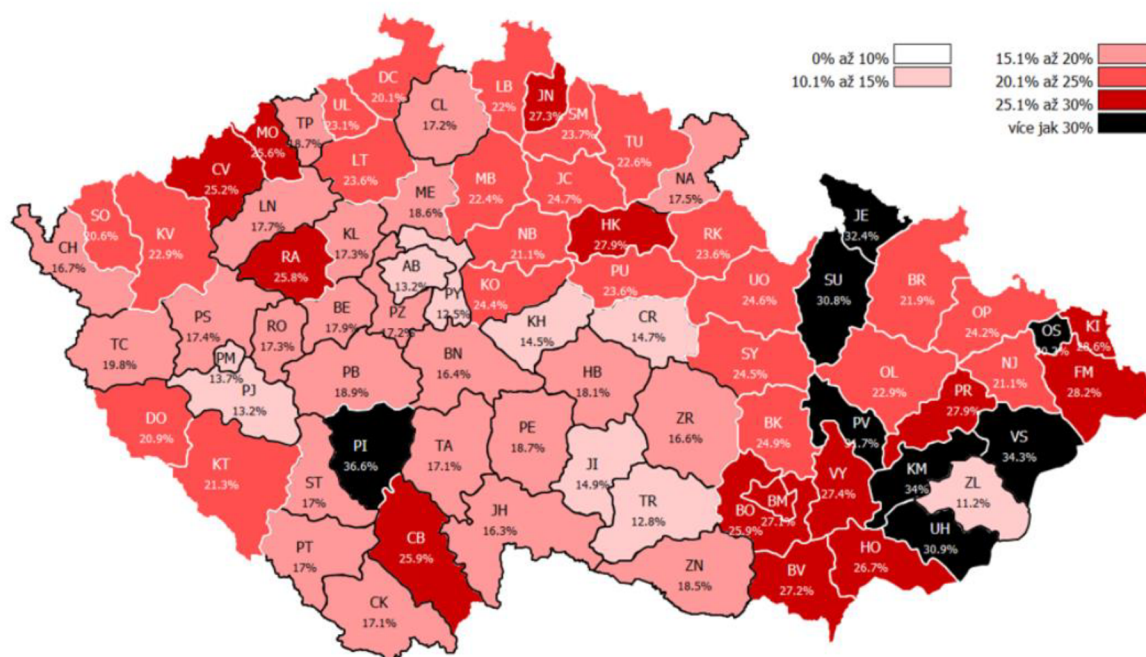 0% až 10%
10.1% až 15%
15.1% až 20%
20.1% až 25%
25.1% až 30%
více jak 30%
DC
20.1%
LB
22%
JN
27.3%
SM
23.7%
UL
23.1%
CL
17.2%
TP
18.7%
MO
25.6%
TU
22.6%
CV
25.2%
LT
23.6%
ME
18.6%
MB
22.4%
JC
24.7%
NA
17.5%
SO
20.6%
KV
22.9%
LN
17.7%
JE
32.4%
CH
16.7%
RA
25.8%
KL
17.3%
NB
21.1%
HK
27.9%
RK
23.6%
AB
13.2%
PY
12.5%
KO
24.4%
PU
23.6%
UO
24.6%
SU
30.8%
BR
21.9%
PS
17.4%
RO
17.3%
BE
17.9%
PZ
17.2%
KH
14.5%
CR
14.7%
OP
24.2%
OS
KI
28.6%
TC
19.8%
PM
13.7%
PJ
13.2%
PB
18.9%
BN
16.4%
HB
18.1%
SY
24.5%
OL
22.9%
NJ
21.1%
FM
28.2%
DO
20.9%
PR
27.9%
PI
36.6%
TA
17.1%
PE
18.7%
ZR
16.6%
BK
24.9%
PV
KT
21.3%
VS
34.3%
ST
17%
JI
14.9%
VY
27.4%
KM
34%
ZL
11.2%
TR
12.8%
BO
25.9%
BM
27.1%
JH
16.3%
UH
30.9%
CB
25.9%
PT
17%
HO
26.7%
ZN
18.5%
BV
27.2%
CK
17.1%